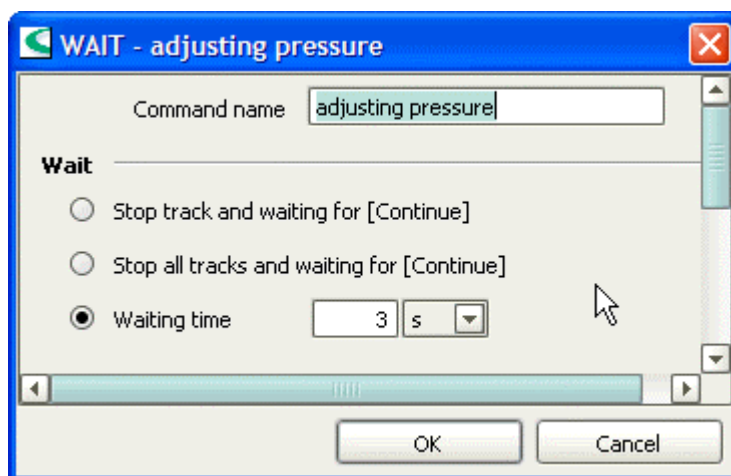 WAIT - adjusting pressure
Command name adjusting pressure
Wait
Stop track and waiting for [Continue]
Stop all tracks and waiting for [Continue]
Waiting time 3 s
OK Cancel